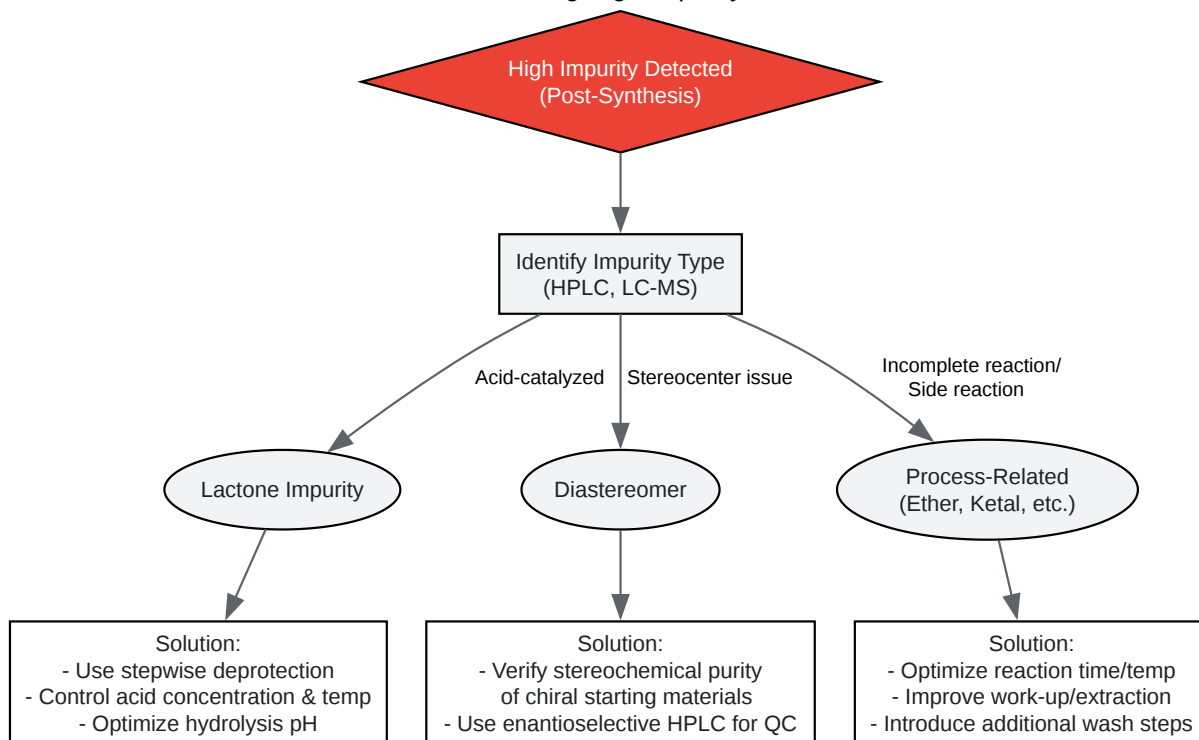 High Impurity Detected
(Post-Synthesis)
Identify Impurity Type
(HPLC, LC-MS)
Acid-catalyzed
Stereocenter issue
Incomplete reaction/
Side reaction
Lactone Impurity
Diastereomer
Process-Related
(Ether, Ketal, etc.)
Solution:
- Use stepwise deprotection
- Control acid concentration & temp
- Optimize hydrolysis pH
Solution:
- Verify stereochemical purity
of chiral starting materials
- Use enantioselective HPLC for QC
Solution:
- Optimize reaction time/temp
- Improve work-up/extraction
- Introduce additional wash steps